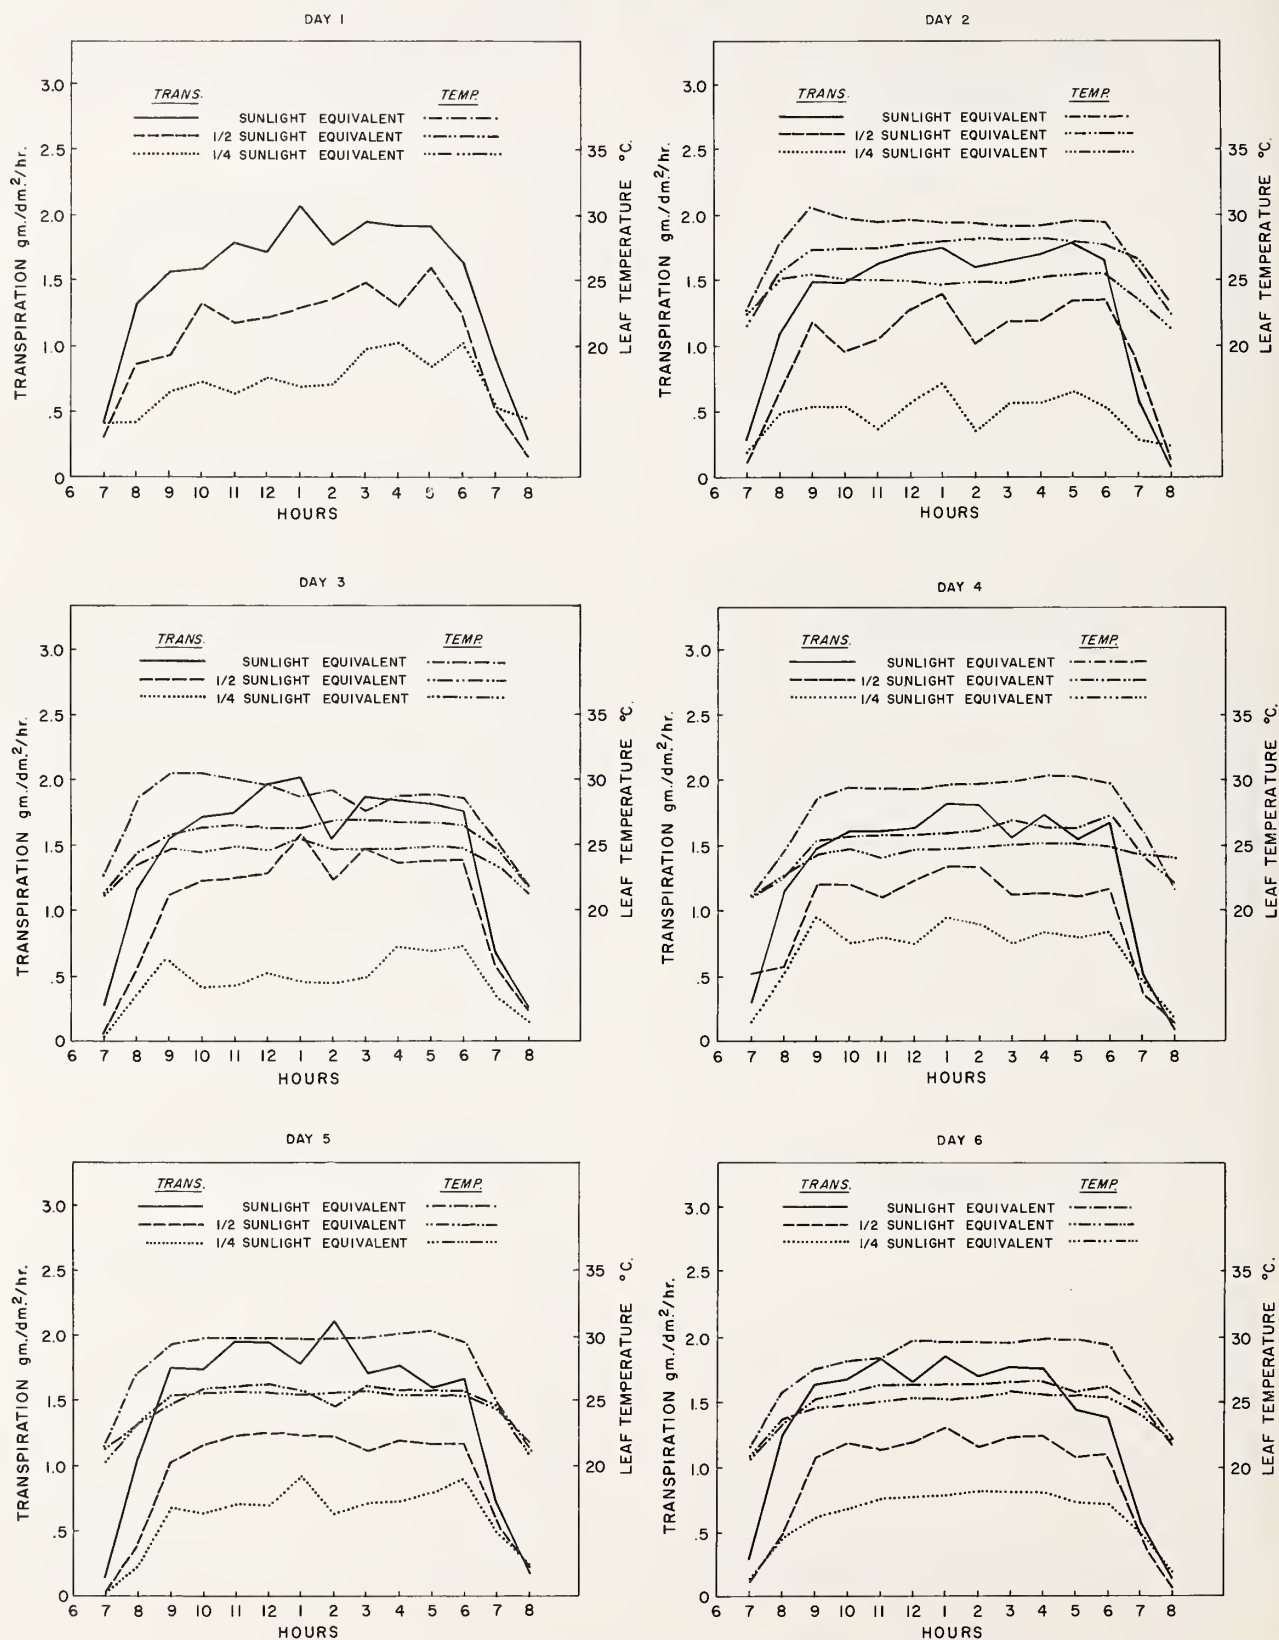 DAY 1
TRANS. TEMP.
SUNLIGHT EQUIVALENT
1/2 SUNLIGHT EQUIVALENT
1/4 SUNLIGHT EQUIVALENT
TRANSPIRATION gm./dm.²/hr.
3.0
2.5
2.0
1.5
1.0
.5
0
LEAF TEMPERATURE °C.
35
30
25
20
6 7 8 9 10 11 12 1 2 3 4 5 6 7 8
HOURS
DAY 2
TRANS. TEMP.
SUNLIGHT EQUIVALENT
1/2 SUNLIGHT EQUIVALENT
1/4 SUNLIGHT EQUIVALENT
TRANSPIRATION gm./dm.²/hr.
3.0
2.5
2.0
1.5
1.0
.5
0
LEAF TEMPERATURE °C.
35
30
25
20
6 7 8 9 10 11 12 1 2 3 4 5 6 7 8
HOURS
DAY 3
TRANS. TEMP.
SUNLIGHT EQUIVALENT
1/2 SUNLIGHT EQUIVALENT
1/4 SUNLIGHT EQUIVALENT
TRANSPIRATION gm./dm.²/hr.
3.0
2.5
2.0
1.5
1.0
.5
0
LEAF TEMPERATURE °C.
35
30
25
20
6 7 8 9 10 11 12 1 2 3 4 5 6 7 8
HOURS
DAY 4
TRANS. TEMP.
SUNLIGHT EQUIVALENT
1/2 SUNLIGHT EQUIVALENT
1/4 SUNLIGHT EQUIVALENT
TRANSPIRATION gm./dm.²/hr.
3.0
2.5
2.0
1.5
1.0
.5
0
LEAF TEMPERATURE °C.
35
30
25
20
6 7 8 9 10 11 12 1 2 3 4 5 6 7 8
HOURS
DAY 5
TRANS. TEMP.
SUNLIGHT EQUIVALENT
1/2 SUNLIGHT EQUIVALENT
1/4 SUNLIGHT EQUIVALENT
TRANSPIRATION gm./dm.²/hr.
3.0
2.5
2.0
1.5
1.0
.5
0
LEAF TEMPERATURE °C.
35
30
25
20
6 7 8 9 10 11 12 1 2 3 4 5 6 7 8
HOURS
DAY 6
TRANS. TEMP.
SUNLIGHT EQUIVALENT
1/2 SUNLIGHT EQUIVALENT
1/4 SUNLIGHT EQUIVALENT
TRANSPIRATION gm./dm.²/hr.
3.0
2.5
2.0
1.5
1.0
.5
0
LEAF TEMPERATURE °C.
35
30
25
20
6 7 8 9 10 11 12 1 2 3 4 5 6 7 8
HOURS